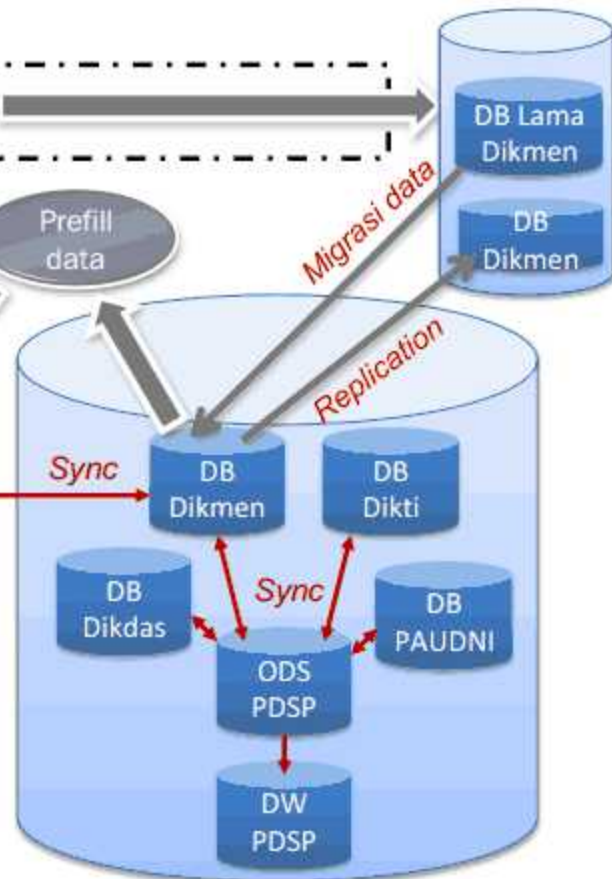 DB Lama
Dikmen
DB
Dikmen
Prefill
data
Migrasi data
Replication
Sync
DB
Dikmen
DB
Dikti
Sync
DB
Dikdas
DB
PAUDNI
ODS
PDSP
DW
PDSP